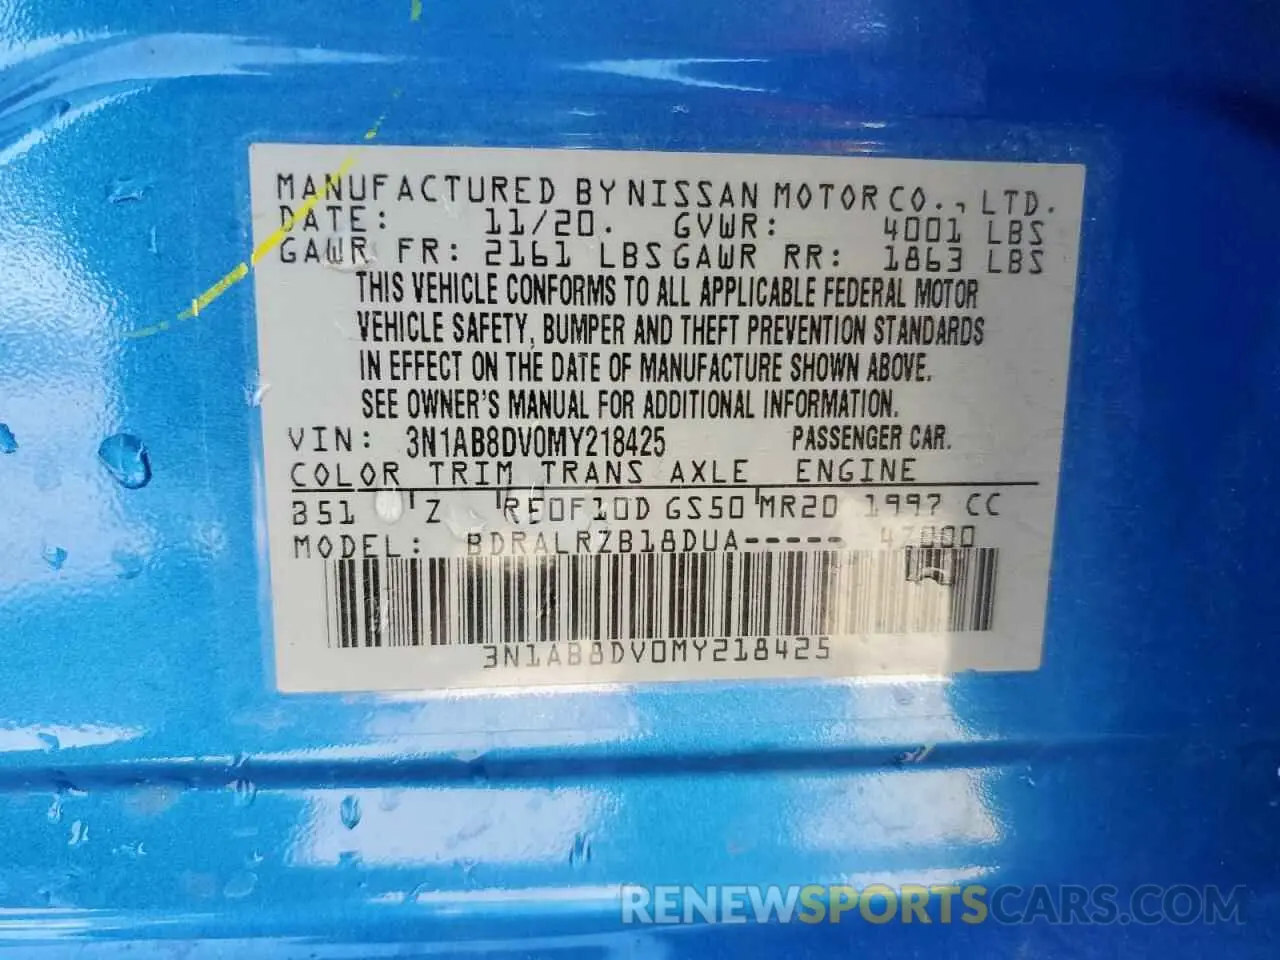 MANUFACTURED BY NISSAN MOTOR CO., LTD.
DATE: 11/20. GVWR: 4001 LBS
GAWR FR: 2161 LBS GAWR RR: 1863 LBS
THIS VEHICLE CONFORMS TO ALL APPLICABLE FEDERAL MOTOR
VEHICLE SAFETY, BUMPER AND THEFT PREVENTION STANDARDS
IN EFFECT ON THE DATE OF MANUFACTURE SHOWN ABOVE.
SEE OWNER'S MANUAL FOR ADDITIONAL INFORMATION.
VIN: 3N1AB8DV0MY218425 PASSENGER CAR.
COLOR TRIM TRANS AXLE ENGINE
Z RE0F10D GS50 MR20 1997 CC
MODEL: BDRALRZB18DUA-----
3N1AB8DV0MY218425
RENEWSPORTSCARS.COM